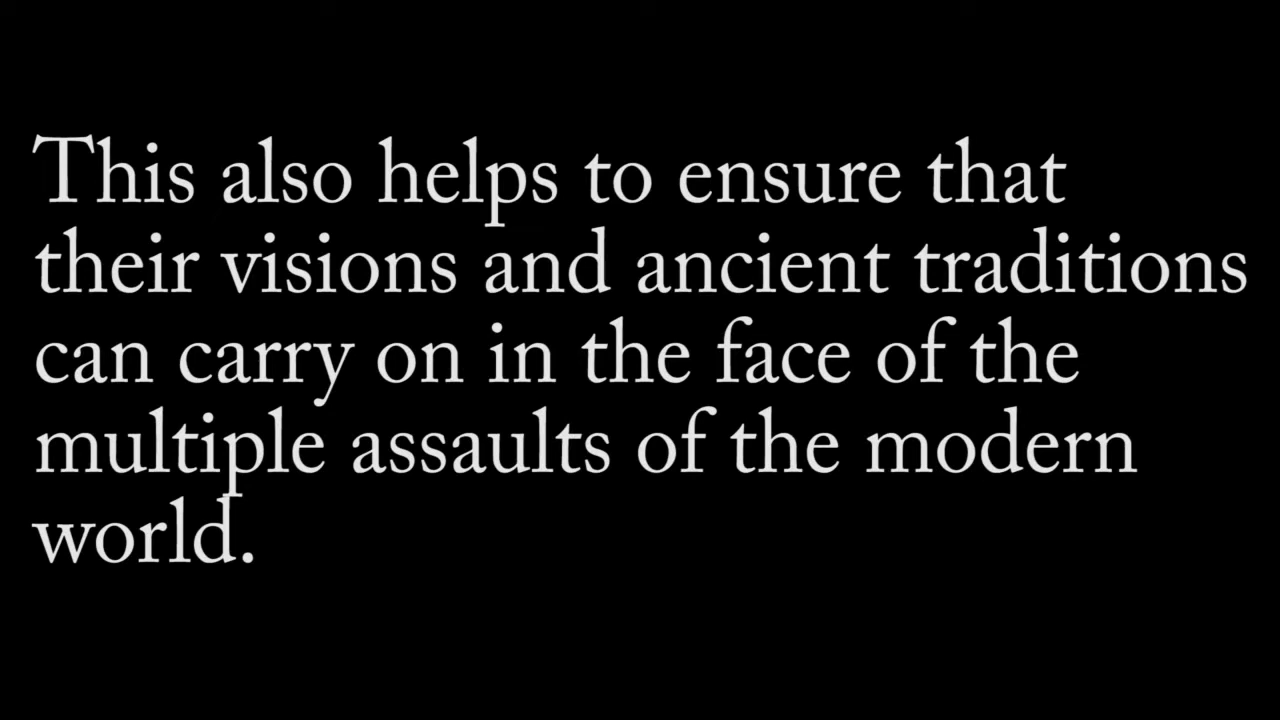 This also helps to ensure that
their visions and ancient traditions
can carry on in the face of the
multiple assaults of the modern
world.